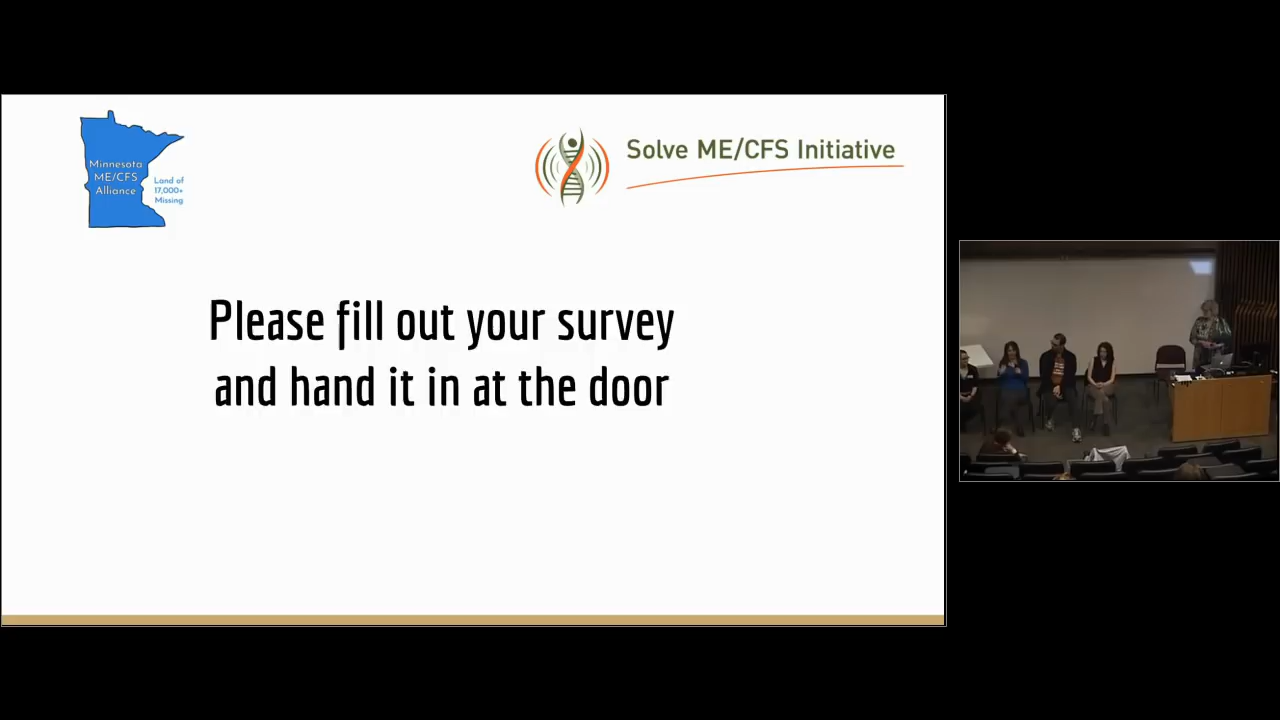 Minnesota
ME/CFS
Alliance
Land of
17,000+
Missing
Solve ME/CFS Initiative
Please fill out your survey
and hand it in at the door